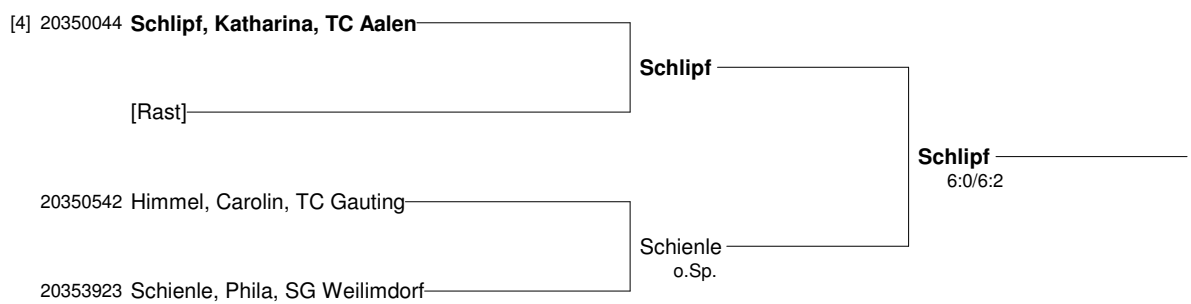 [4] 20350044 Schlipf, Katharina, TC Aalen
Schlipf
[Rast]
Schlipf
6:0/6:2
20350542 Himmel, Carolin, TC Gauting
Schienle
o.Sp.
20353923 Schienle, Phila, SG Weilimdorf